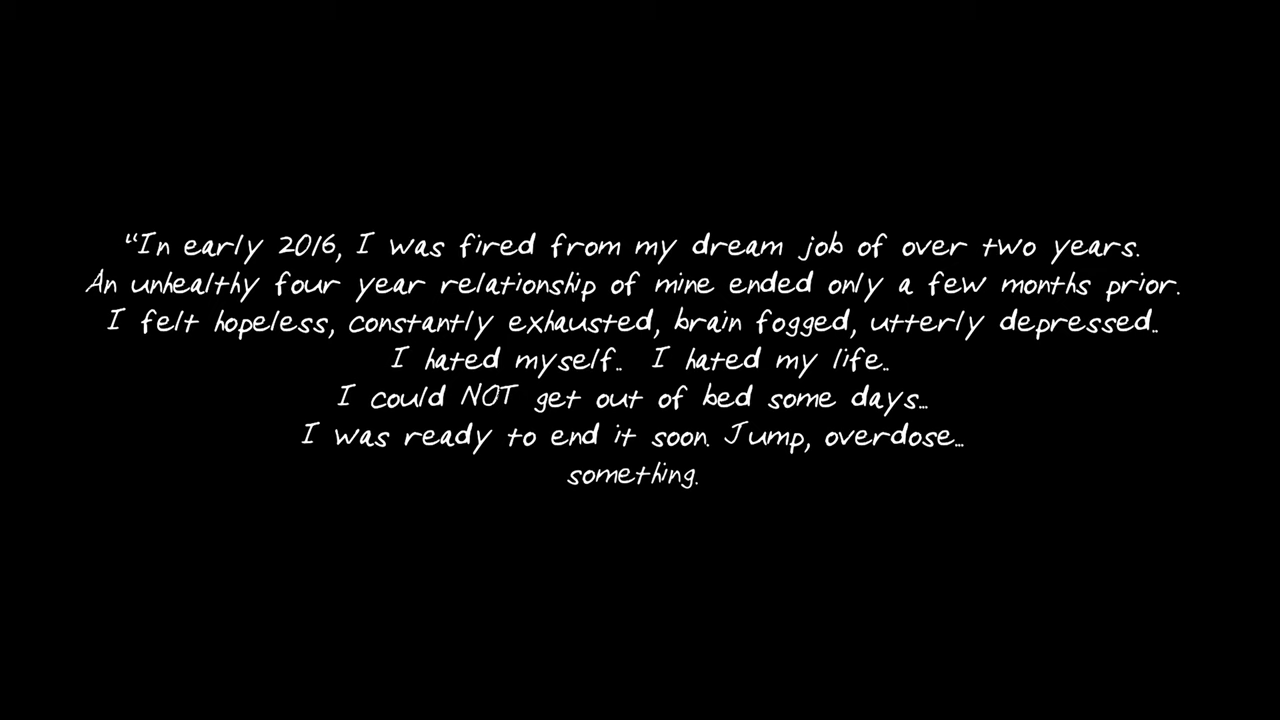 “In early 2016, I was fired from my dream job of over two years.
An unhealthy four year relationship of mine ended only a few months prior.
I felt hopeless, constantly exhausted, brain fogged, utterly depressed..
I hated myself.. I hated my life..
I could NOT get out of bed some days...
I was ready to end it soon. Jump, overdose...
something.